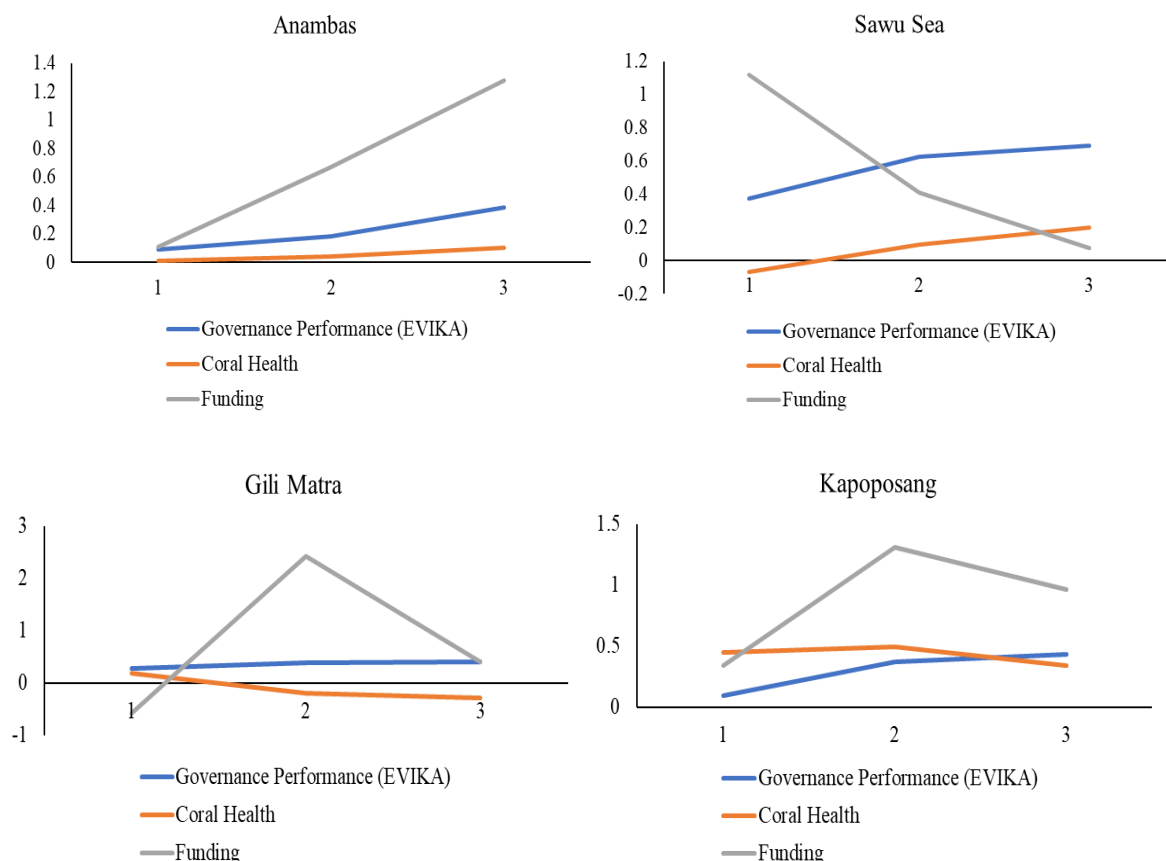 Anambas
1.4
1.2
1
0.8
0.6
0.4
0.2
0
1 2 3
Governance Performance (EVIKA)
Coral Health
Funding
Sawu Sea
1.2
1
0.8
0.6
0.4
0.2
0
-0.2
1 2 3
Governance Performance (EVIKA)
Coral Health
Funding
Gili Matra
3
2
1
0
-1
1 2 3
Governance Performance (EVIKA)
Coral Health
Funding
Kapoposang
1.5
1
0.5
0
1 2 3
Governance Performance (EVIKA)
Coral Health
Funding